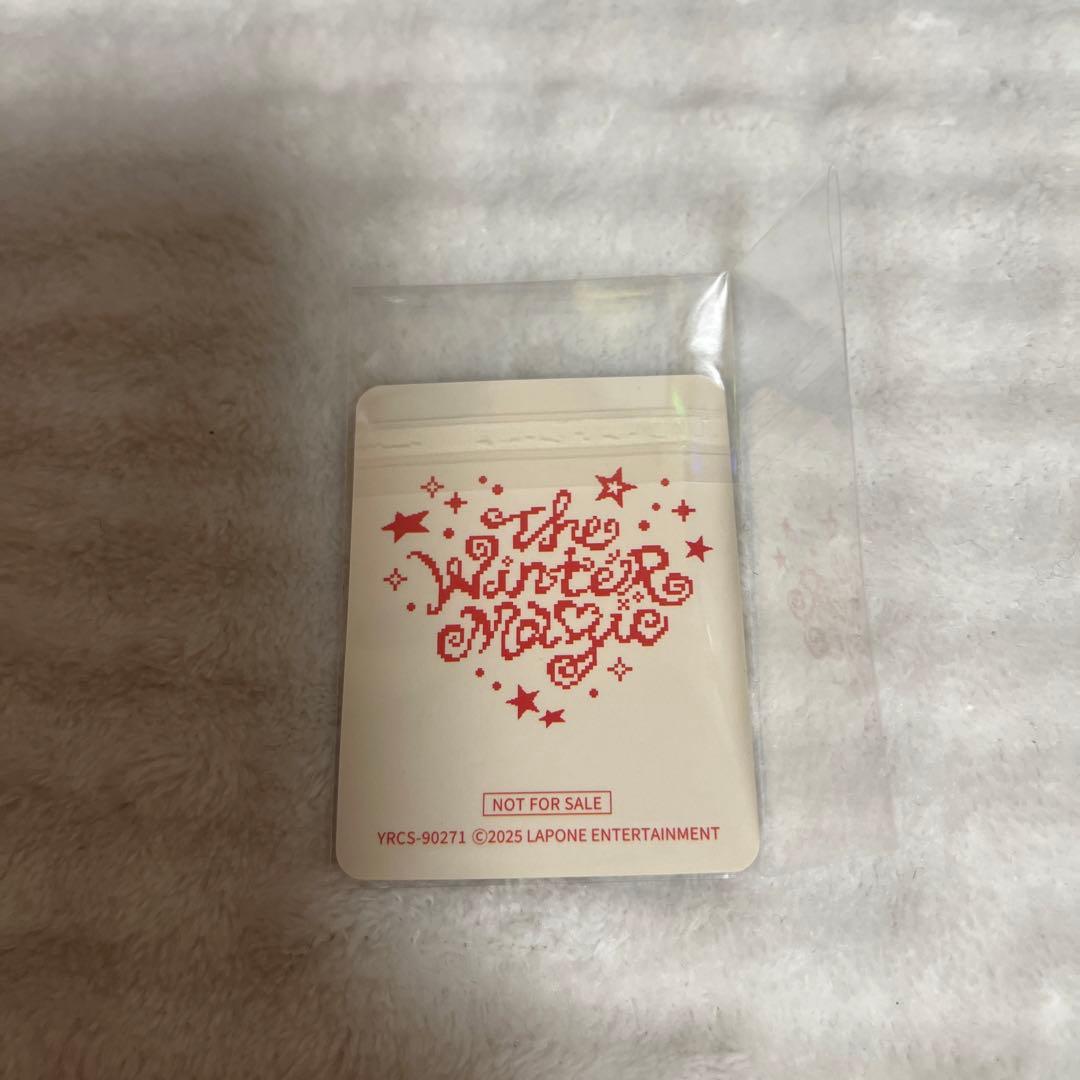 The
Winter
Magic
NOT FOR SALE
YRCS-90271 ©2025 LAPONE ENTERTAINMENT